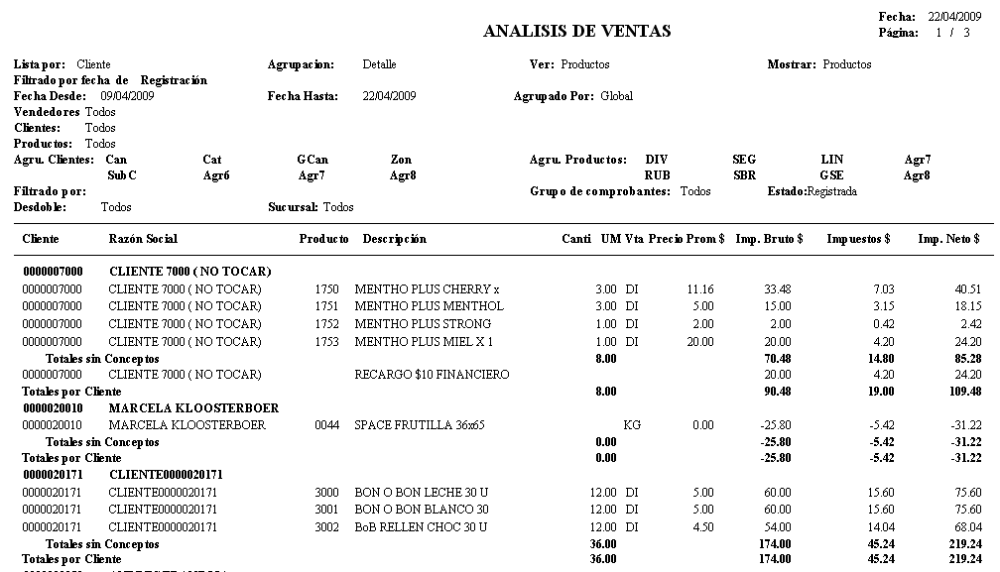 Fecha: 22/04/2009
ANALISIS DE VENTAS
Página: 1 / 3
Lista por: Cliente Agrupacion: Detalle Ver: Productos Mostrar: Productos
Filtrado por fecha de Registración
Fecha Desde: 09/04/2009 Fecha Hasta: 22/04/2009 Agrupado Por: Global
Vendedores Todos
Clientes: Todos
Productos: Todos
Agru. Clientes: Can Cat GCan Zon Agru. Productos: DIV SEG LIN Agr7
SubC Agr6 Agr7 Agr8 RUB SBR GSE Agr8
Filtrado por: Grupo de comprobantes: Todos Estado:Registrada
Desdoble: Todos Sucursal: Todos
Cliente Razón Social Producto Descripción Canti UM Vta Precio Prom $ Imp. Bruto $ Impuestos $ Imp. Neto $
0000007000 CLIENTE 7000 ( NO TOCAR)
0000007000 CLIENTE 7000 ( NO TOCAR) 1750 MENTHO PLUS CHERRY x 3.00 DI 11.16 33.48 7.03 40.51
0000007000 CLIENTE 7000 ( NO TOCAR) 1751 MENTHO PLUS MENTHOL 3.00 DI 5.00 15.00 3.15 18.15
0000007000 CLIENTE 7000 ( NO TOCAR) 1752 MENTHO PLUS STRONG 1.00 DI 2.00 2.00 0.42 2.42
0000007000 CLIENTE 7000 ( NO TOCAR) 1753 MENTHO PLUS MIEL X 1 1.00 DI 20.00 20.00 4.20 24.20
Totales sin Conceptos 8.00 70.48 14.80 85.28
0000007000 CLIENTE 7000 ( NO TOCAR) RECARGO $10 FINANCIERO 20.00 4.20 24.20
Totales por Cliente 8.00 90.48 19.00 109.48
0000020010 MARCELA KLOOSTERBOER
0000020010 MARCELA KLOOSTERBOER 0044 SPACE FRUTILLA 36x65 KG 0.00 -25.80 -5.42 -31.22
Totales sin Conceptos 0.00 -25.80 -5.42 -31.22
Totales por Cliente 0.00 -25.80 -5.42 -31.22
0000020171 CLIENTE0000020171
0000020171 CLIENTE0000020171 3000 BON O BON LECHE 30 U 12.00 DI 5.00 60.00 15.60 75.60
0000020171 CLIENTE0000020171 3001 BON O BON BLANCO 30 12.00 DI 5.00 60.00 15.60 75.60
0000020171 CLIENTE0000020171 3002 BoB RELLEN CHOC 30 U 12.00 DI 4.50 54.00 14.04 68.04
Totales sin Conceptos 36.00 174.00 45.24 219.24
Totales por Cliente 36.00 174.00 45.24 219.24